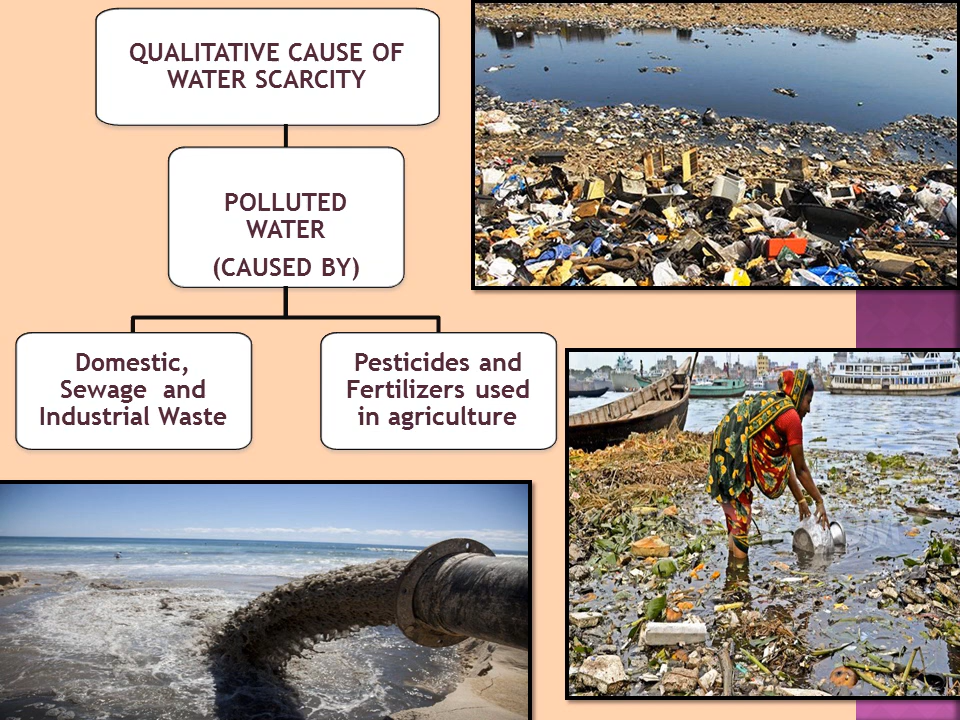 QUALITATIVE CAUSE OF
WATER SCARCITY
POLLUTED
WATER
(CAUSED BY)
Domestic,
Sewage and
Industrial Waste
Pesticides and
Fertilizers used
in agriculture